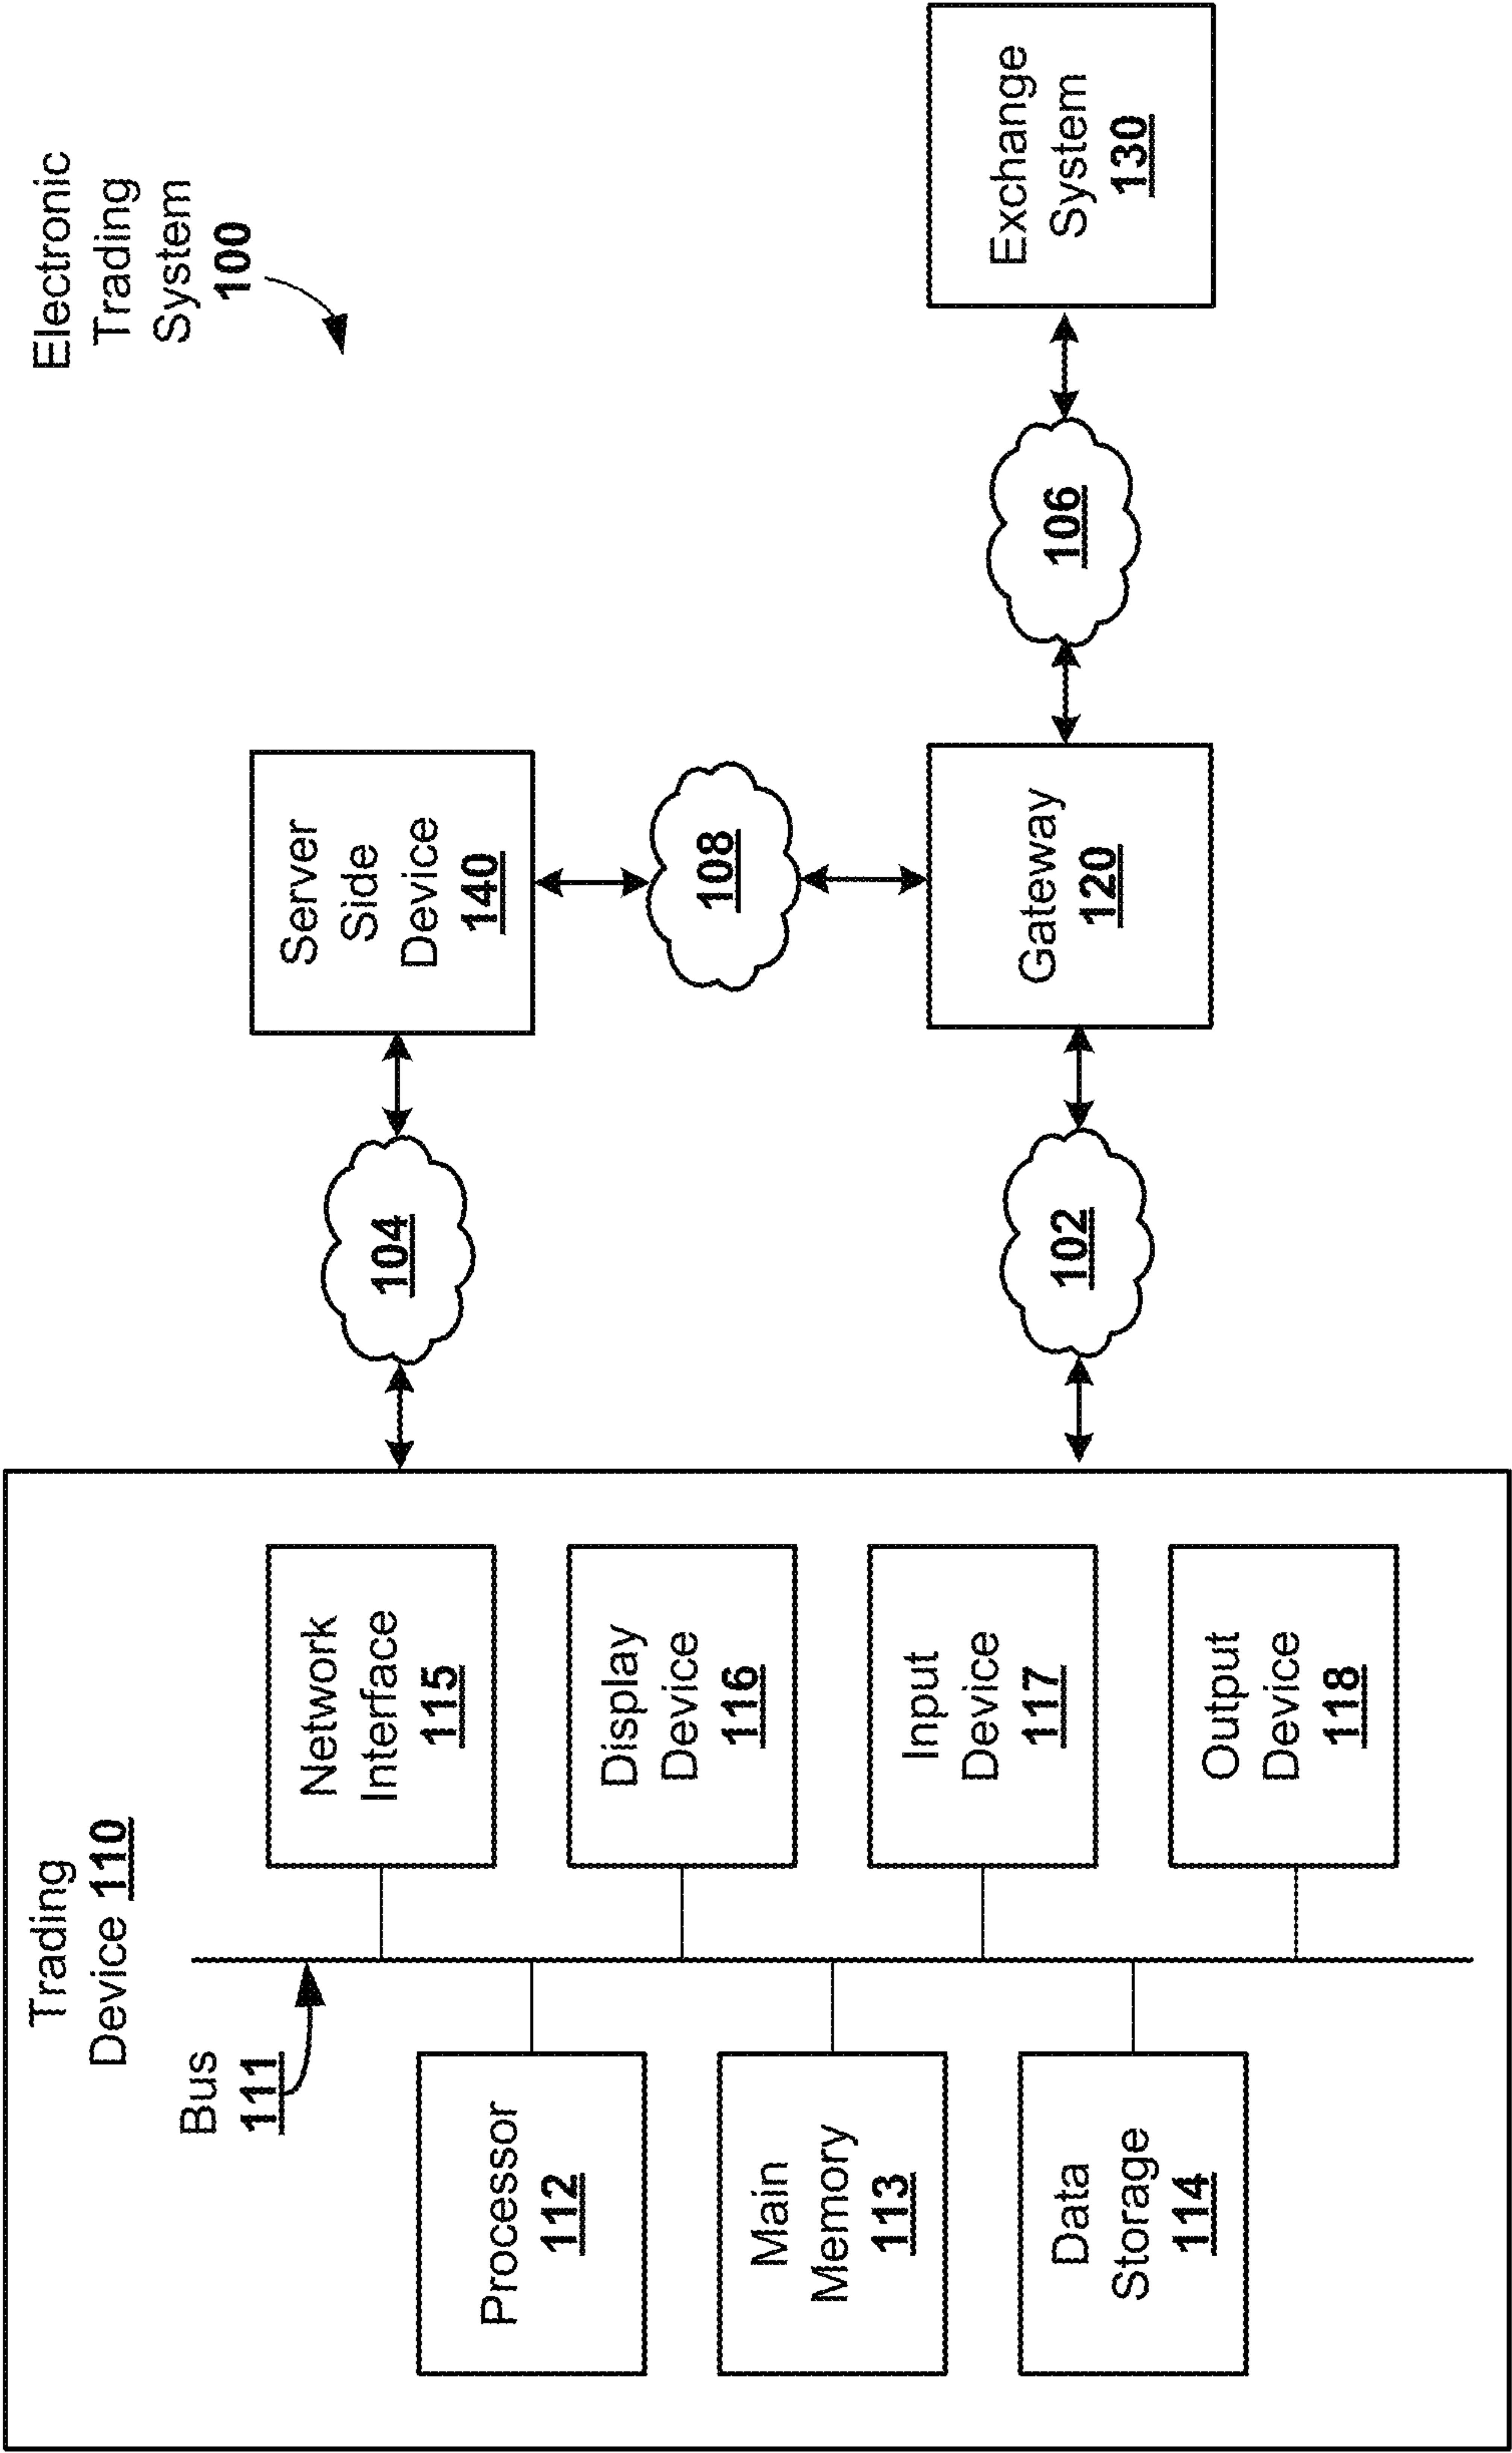 Electronic
Trading
System
100
Trading
Device 110
Bus
111
Processor
112
Main
Memory
113
Data
Storage
114
Network
Interface
115
Display
Device
116
Input
Device
117
Output
Device
118
104
102
Server
Side
Device
140
108
Gateway
120
106
Exchange
System
130